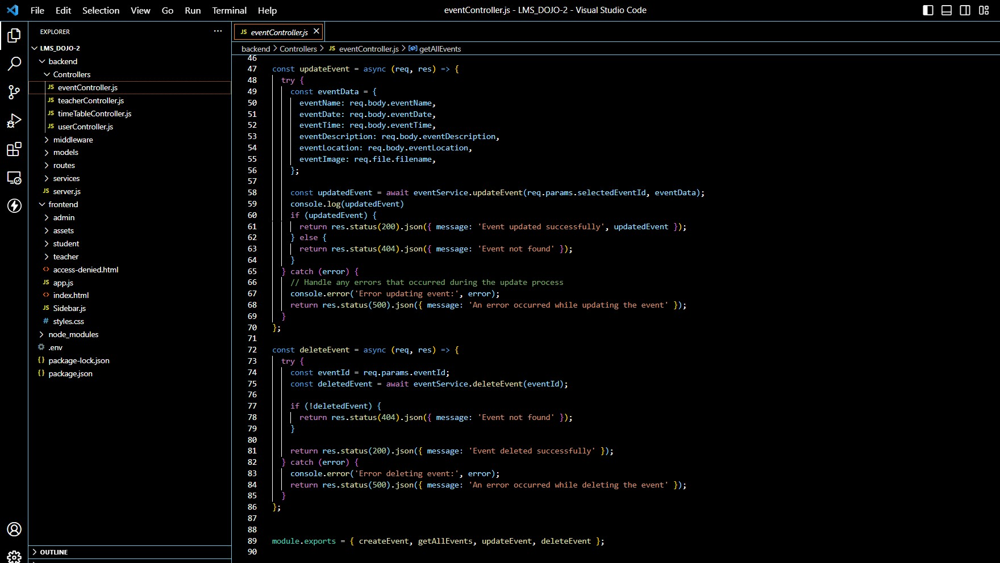 File Edit Selection View Go Run Terminal Help
eventController.js - LMS_DOJO-2 - Visual Studio Code
EXPLORER
LMS_DOJO-2
backend
Controllers
JS eventController.js
JS teacherController.js
JS timeTableController.js
JS userController.js
middleware
models
routes
services
JS server.js
frontend
admin
assets
student
teacher
<> access-denied.html
JS app.js
<> index.html
JS Sidebar.js
# styles.css
node_modules
.env
{} package-lock.json
{} package.json
OUTLINE
JS eventController.js
backend > Controllers > JS eventController.js > getAllEvents
46
47 const updateEvent = async (req, res) => {
48 try {
49 const eventData = {
50 eventName: req.body.eventName,
51 eventDate: req.body.eventDate,
52 eventTime: req.body.eventTime,
53 eventDescription: req.body.eventDescription,
54 eventLocation: req.body.eventLocation,
55 eventImage: req.file.filename,
56 };
57
58 const updatedEvent = await eventService.updateEvent(req.params.selectedEventId, eventData);
59 console.log(updatedEvent)
60 if (updatedEvent) {
61 return res.status(200).json({ message: 'Event updated successfully', updatedEvent });
62 } else {
63 return res.status(404).json({ message: 'Event not found' });
64 }
65 } catch (error) {
66 // Handle any errors that occurred during the update process
67 console.error('Error updating event:', error);
68 return res.status(500).json({ message: 'An error occurred while updating the event' });
69 }
70 };
71
72 const deleteEvent = async (req, res) => {
73 try {
74 const eventId = req.params.eventId;
75 const deletedEvent = await eventService.deleteEvent(eventId);
76
77 if (!deletedEvent) {
78 return res.status(404).json({ message: 'Event not found' });
79 }
80
81 return res.status(200).json({ message: 'Event deleted successfully' });
82 } catch (error) {
83 console.error('Error deleting event:', error);
84 return res.status(500).json({ message: 'An error occurred while deleting the event' });
85 }
86 };
87
88
89 module.exports = { createEvent, getAllEvents, updateEvent, deleteEvent };
90